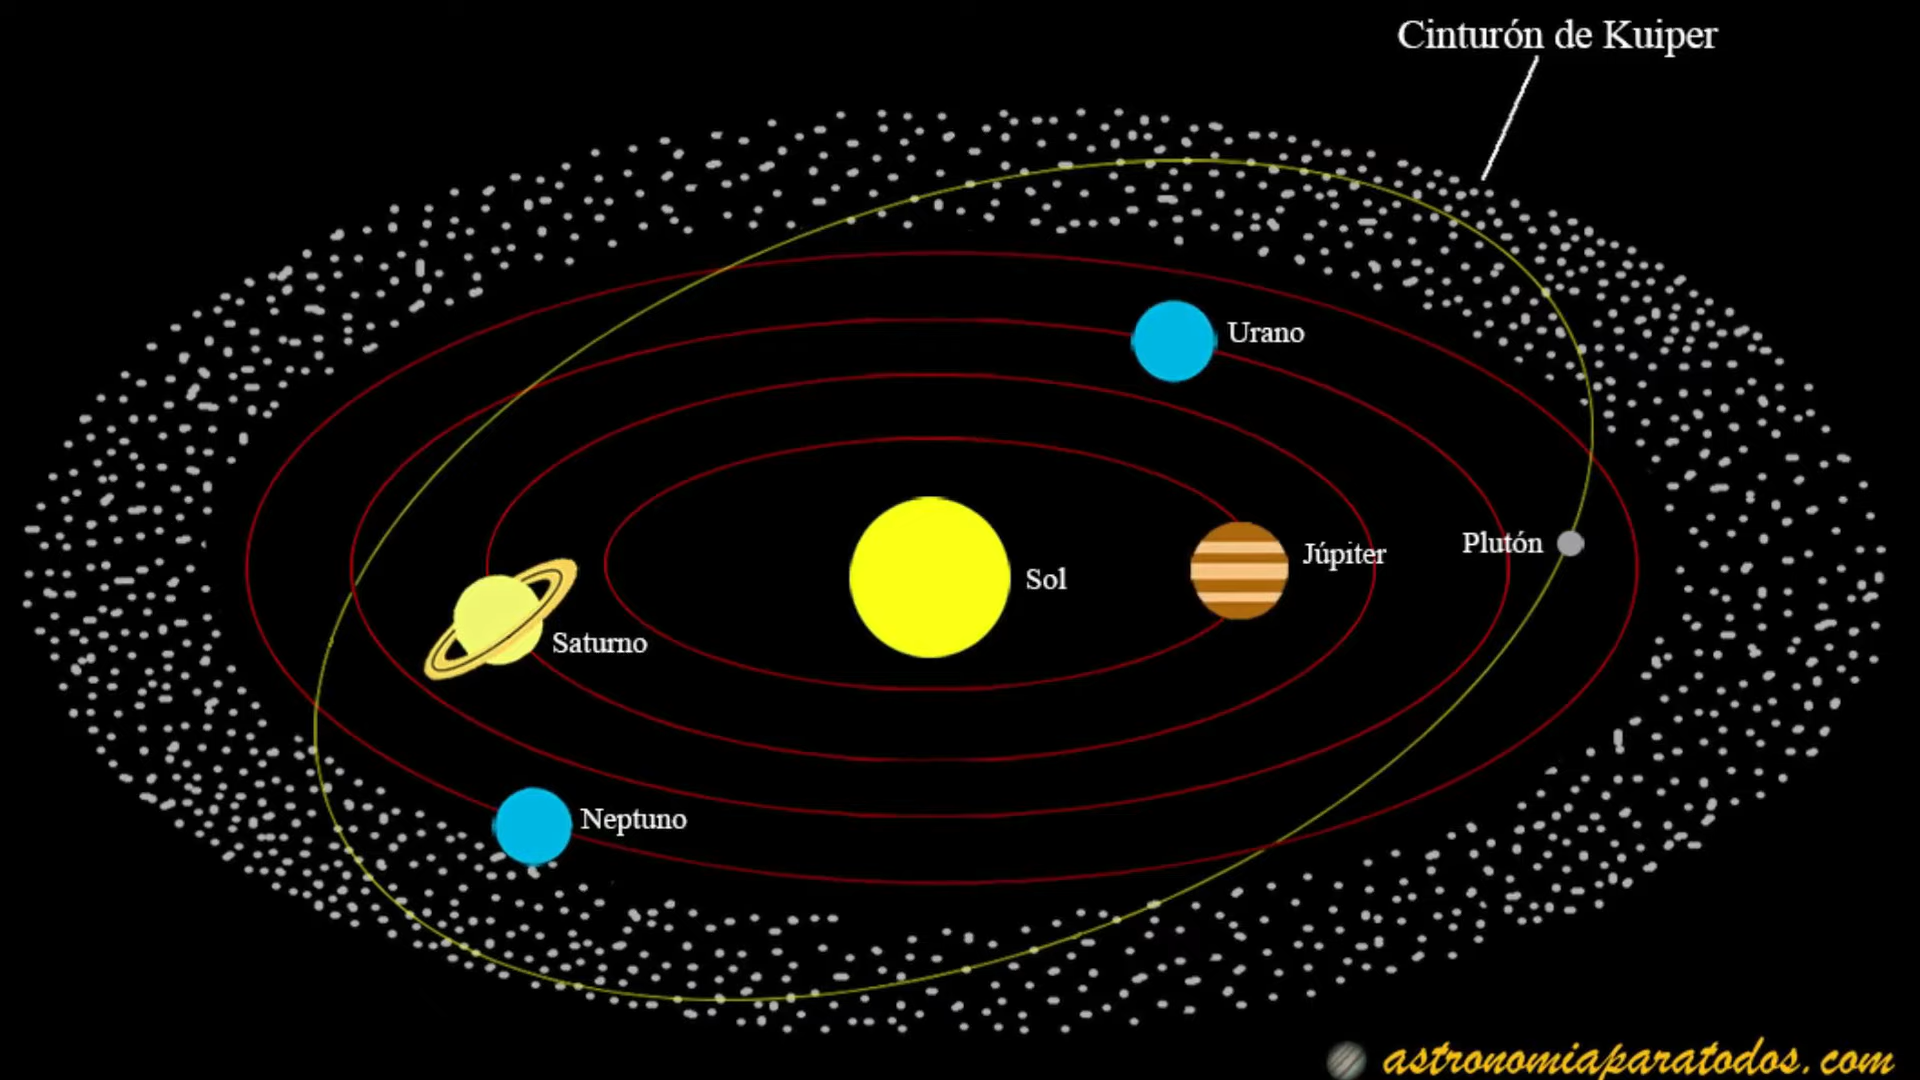 Cinturón de Kuiper
Urano
Plutón
Júpiter
Sol
Saturno
Neptuno
astronomiaparatodos.com